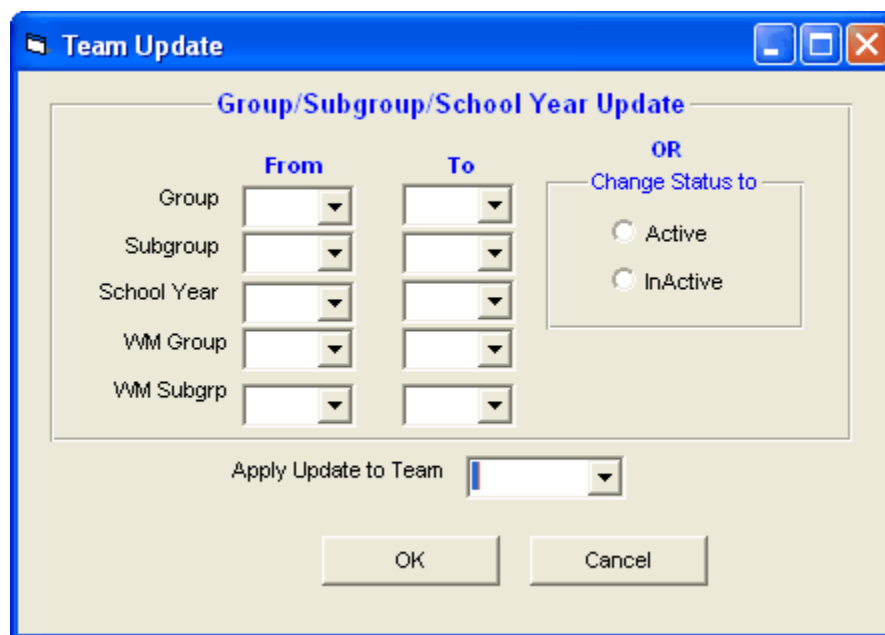 Team Update
Group/Subgroup/School Year Update
From To OR
Change Status to
Group
Active
Subgroup
InActive
School Year
WM Group
WM Subgrp
Apply Update to Team
OK Cancel